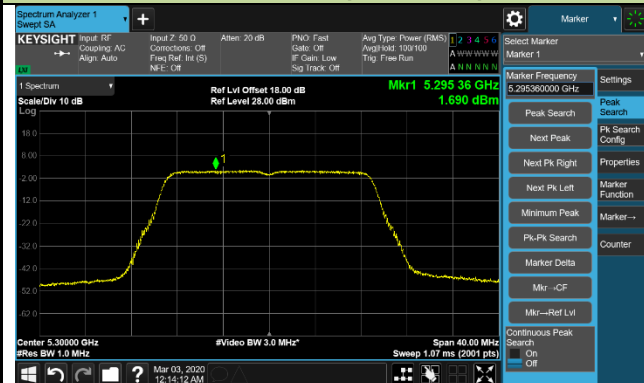 Spectrum Analyzer 1
Swept SA
Marker
KEYSIGHT
Input: RF
Coupling: AC
Align: Auto
Input Z: 50 Ω
Corrections: Off
Freq Ref: Int (S)
NFE: Off
Atten: 20 dB
PNO: Fast
Gate: Off
IF Gain: Low
Sig Track: Off
Avg Type: Power (RMS)
Avg|Hold: 100/100
Trig: Free Run
1 2 3 4 5 6
A W W W W W
A N N N N N
LXI
Select Marker
Marker 1
1 Spectrum
Scale/Div 10 dB
Ref Lvl Offset 18.00 dB
Ref Level 28.00 dBm
Mkr1 5.295 36 GHz
1.690 dBm
Log
18.0
8.00
-2.00
-12.0
-22.0
-32.0
-42.0
-52.0
-62.0
1
Center 5.30000 GHz
#Res BW 1.0 MHz
#Video BW 3.0 MHz*
Span 40.00 MHz
Sweep 1.07 ms (2001 pts)
Marker Frequency
5.295360000 GHz
Peak Search
Next Peak
Next Pk Right
Next Pk Left
Minimum Peak
Pk-Pk Search
Marker Delta
Mkr→CF
Mkr→Ref Lvl
Continuous Peak
Search
On
Off
Settings
Peak
Search
Pk Search
Config
Properties
Marker
Function
Marker→
Counter
?
Mar 03, 2020
12:14:12 AM